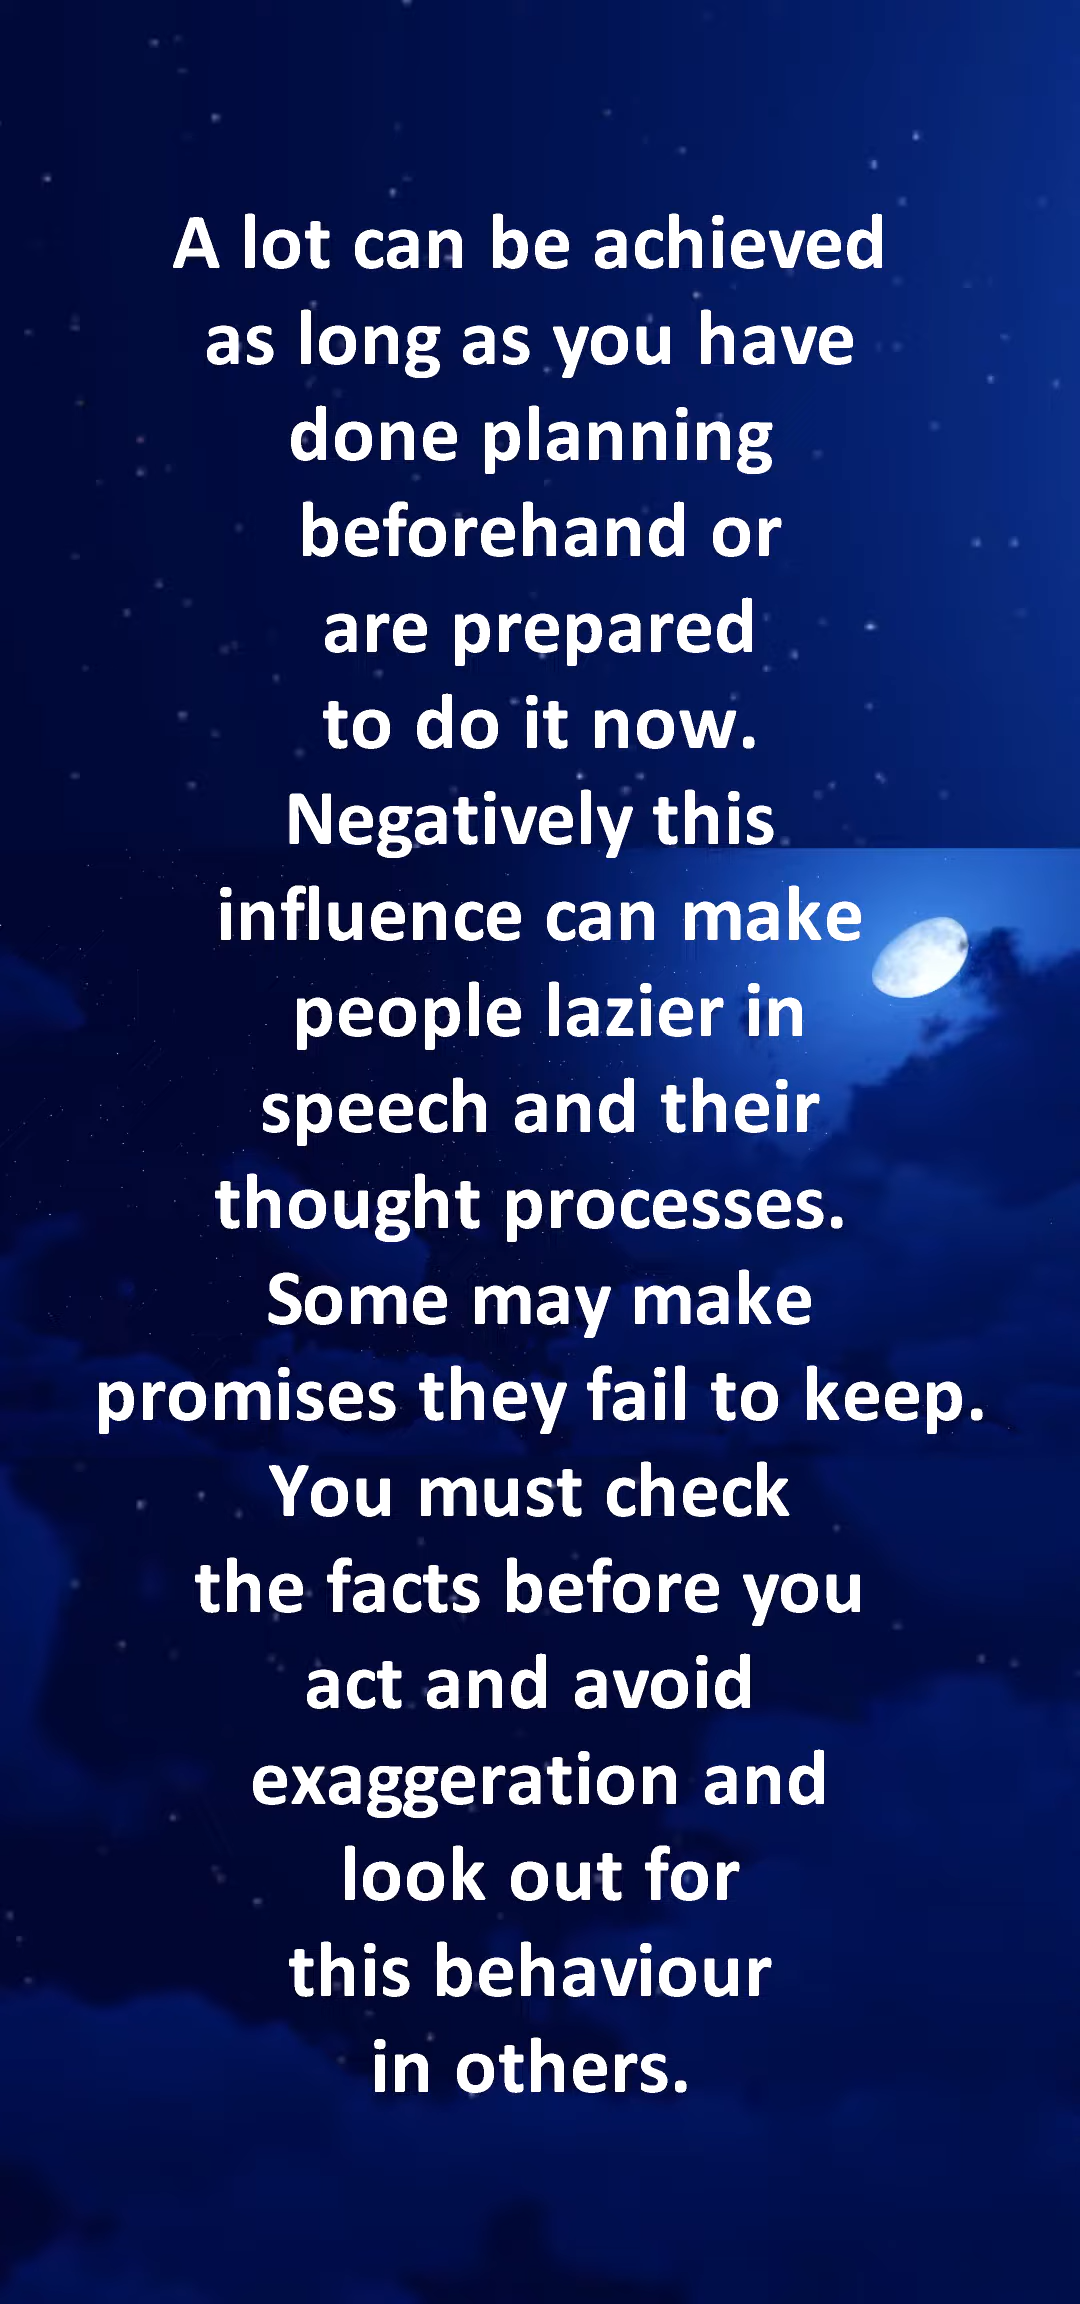 A lot can be achieved
as long as you have
done planning
beforehand or
are prepared
to do it now.
Negatively this
influence can make
people lazier in
speech and their
thought processes.
Some may make
promises they fail to keep.
You must check
the facts before you
act and avoid
exaggeration and
look out for
this behaviour
in others.